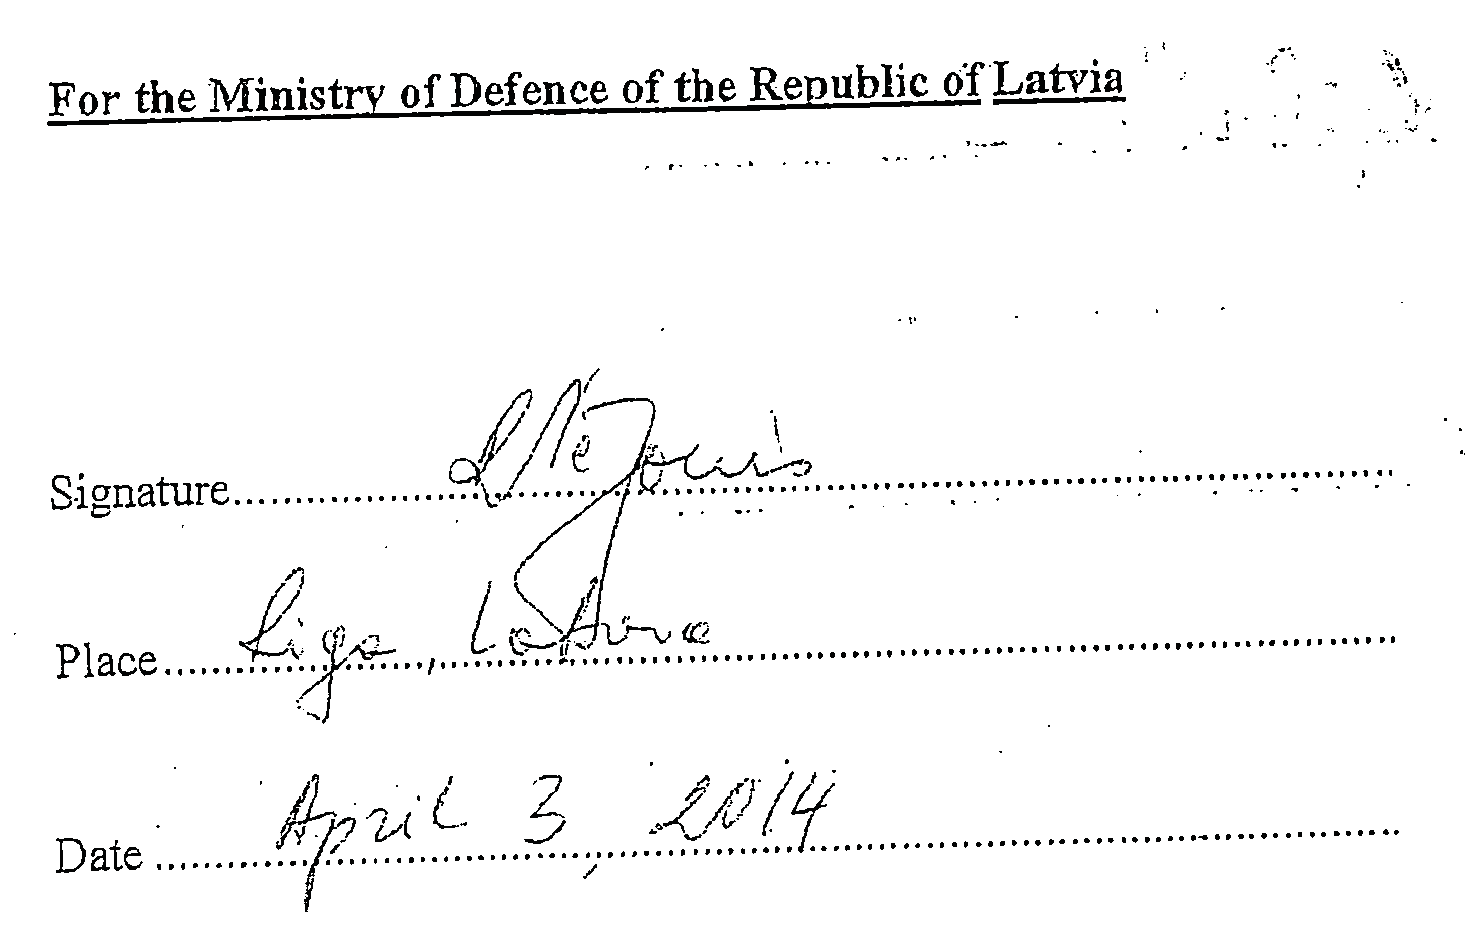 For the Ministry of Defence of the Republic of Latvia
Signature
Place Riga, Latvia
Date April 3, 2014